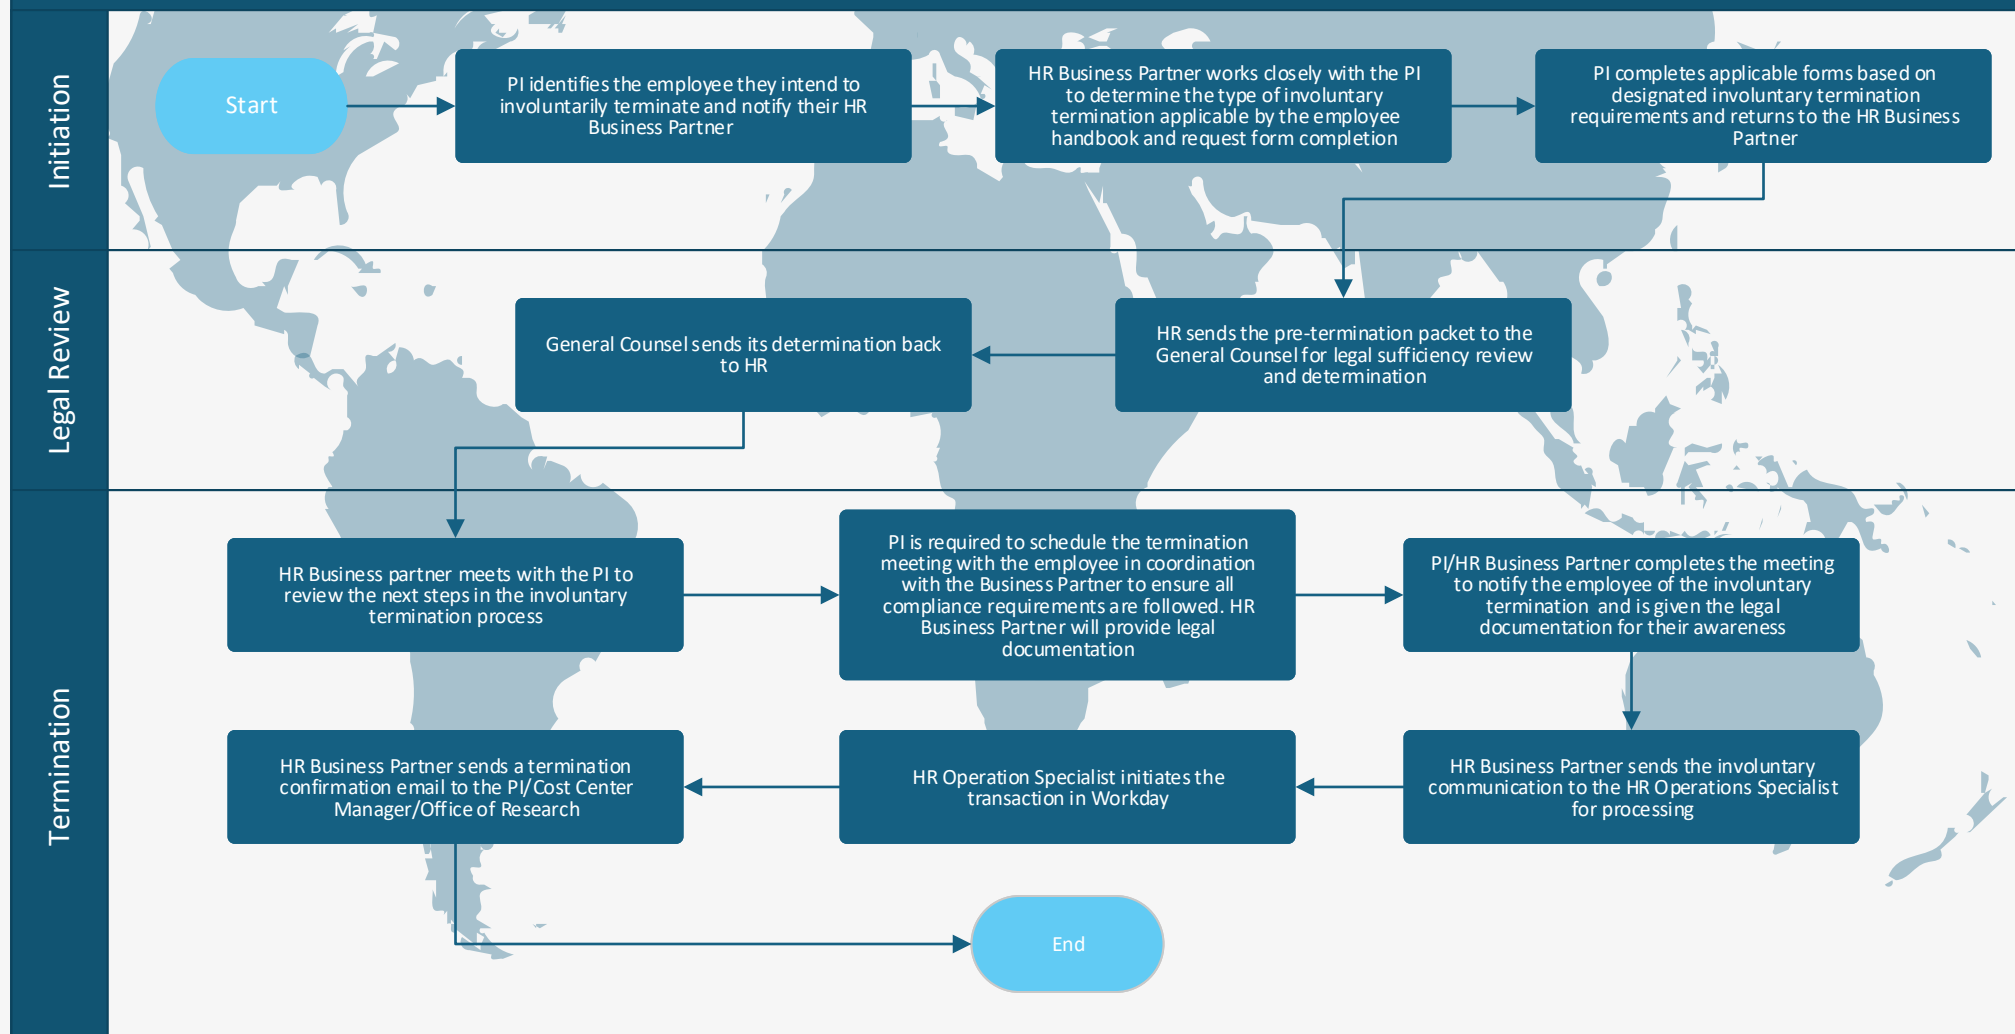 Initiation
Start
PI identifies the employee they intend to
involuntarily terminate and notify their HR
Business Partner
HR Business Partner works closely with the PI
to determine the type of involuntary
termination applicable by the employee
handbook and request form completion
PI completes applicable forms based on
designated involuntary termination
requirements and returns to the HR Business
Partner
Legal Review
General Counsel sends its determination back
to HR
HR sends the pre-termination packet to the
General Counsel for legal sufficiency review
and determination
Termination
HR Business partner meets with the PI to
review the next steps in the involuntary
termination process
PI is required to schedule the termination
meeting with the employee in coordination
with the Business Partner to ensure all
compliance requirements are followed. HR
Business Partner will provide legal
documentation
PI/HR Business Partner completes the meeting
to notify the employee of the involuntary
termination and is given the legal
documentation for their awareness
HR Business Partner sends a termination
confirmation email to the PI/Cost Center
Manager/Office of Research
HR Operation Specialist initiates the
transaction in Workday
HR Business Partner sends the involuntary
communication to the HR Operations Specialist
for processing
End